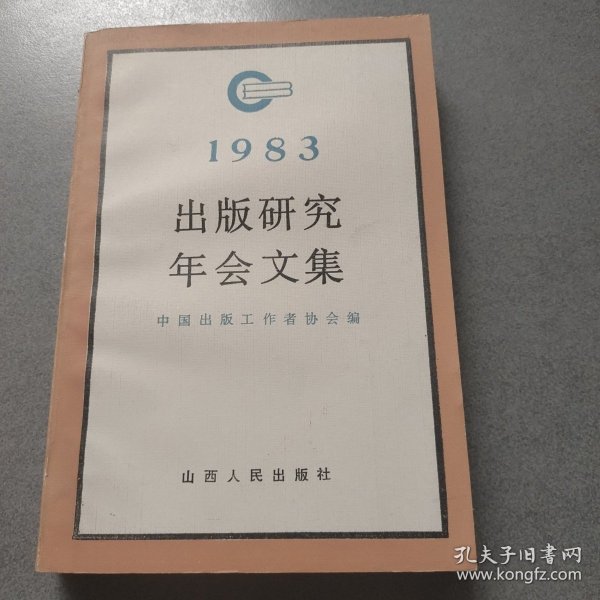 1983
出版研究
年会文集
中国出版工作者协会编
山西人民出版社
孔夫子旧书网
www.kongfz.com